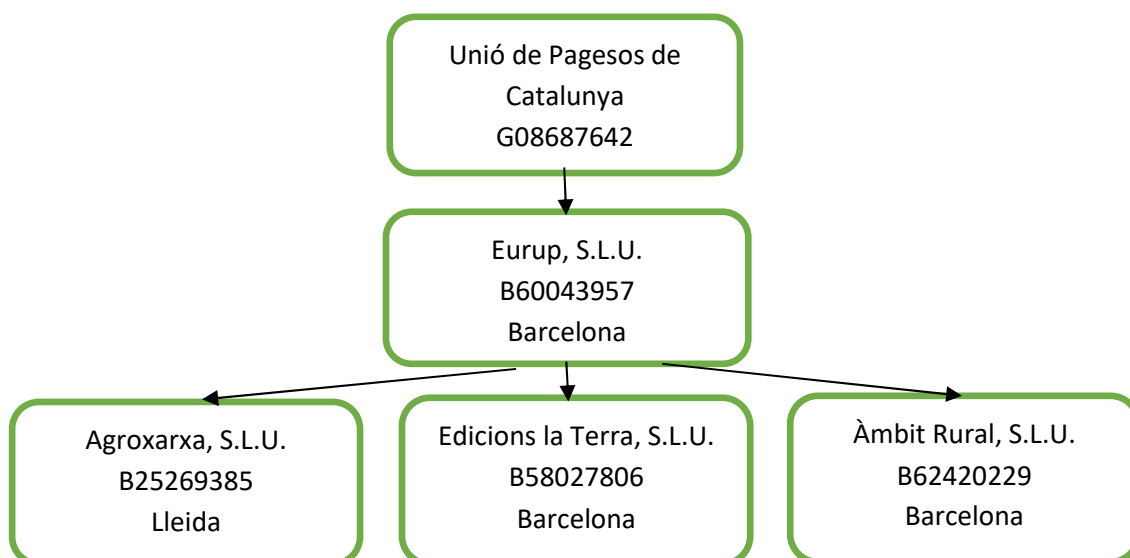 Unió de Pagesos de
Catalunya
G08687642
Eurup, S.L.U.
B60043957
Barcelona
Agroxarxa, S.L.U.
B25269385
Lleida
Edicions la Terra, S.L.U.
B58027806
Barcelona
Àmbit Rural, S.L.U.
B62420229
Barcelona